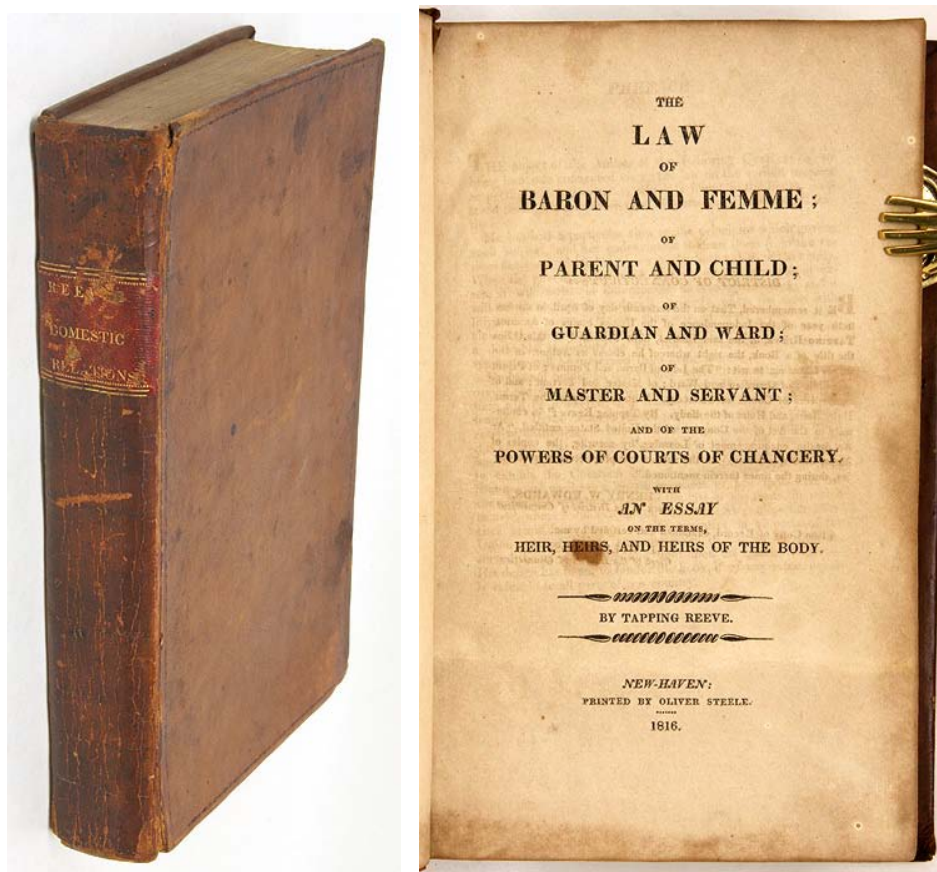 DOMESTIC
RELATIONS
THE
LAW
OF
BARON AND FEMME;
OF
PARENT AND CHILD;
OF
GUARDIAN AND WARD;
OF
MASTER AND SERVANT;
AND OF THE
POWERS OF COURTS OF CHANCERY.
WITH
AN ESSAY
ON THE TERMS,
HEIR, HEIRS, AND HEIRS OF THE BODY.
BY TAPPING REEVE.
NEW-HAVEN:
PRINTED BY OLIVER STEELE.
1816.